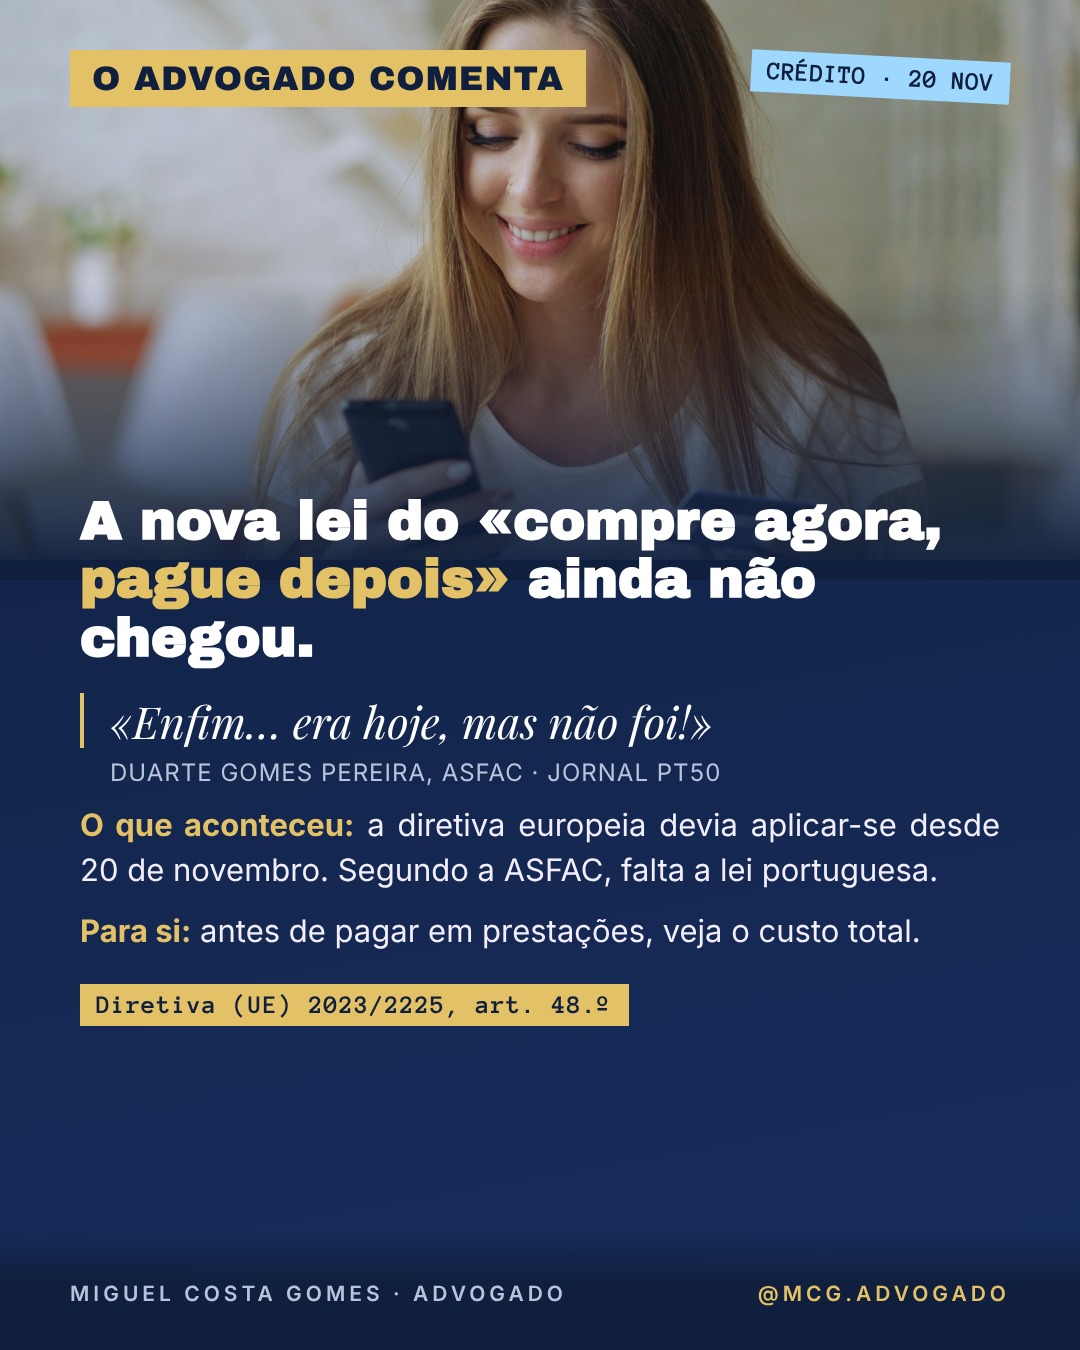 O ADVOGADO COMENTA
CRÉDITO · 20 NOV
A nova lei do «compre agora,
pague depois» ainda não
chegou.
«Enfim... era hoje, mas não foi!»
DUARTE GOMES PEREIRA, ASFAC · JORNAL PT50
O que aconteceu: a diretiva europeia devia aplicar-se desde
20 de novembro. Segundo a ASFAC, falta a lei portuguesa.
Para si: antes de pagar em prestações, veja o custo total.
Diretiva (UE) 2023/2225, art. 48.º
MIGUEL COSTA GOMES · ADVOGADO
@MCG.ADVOGADO